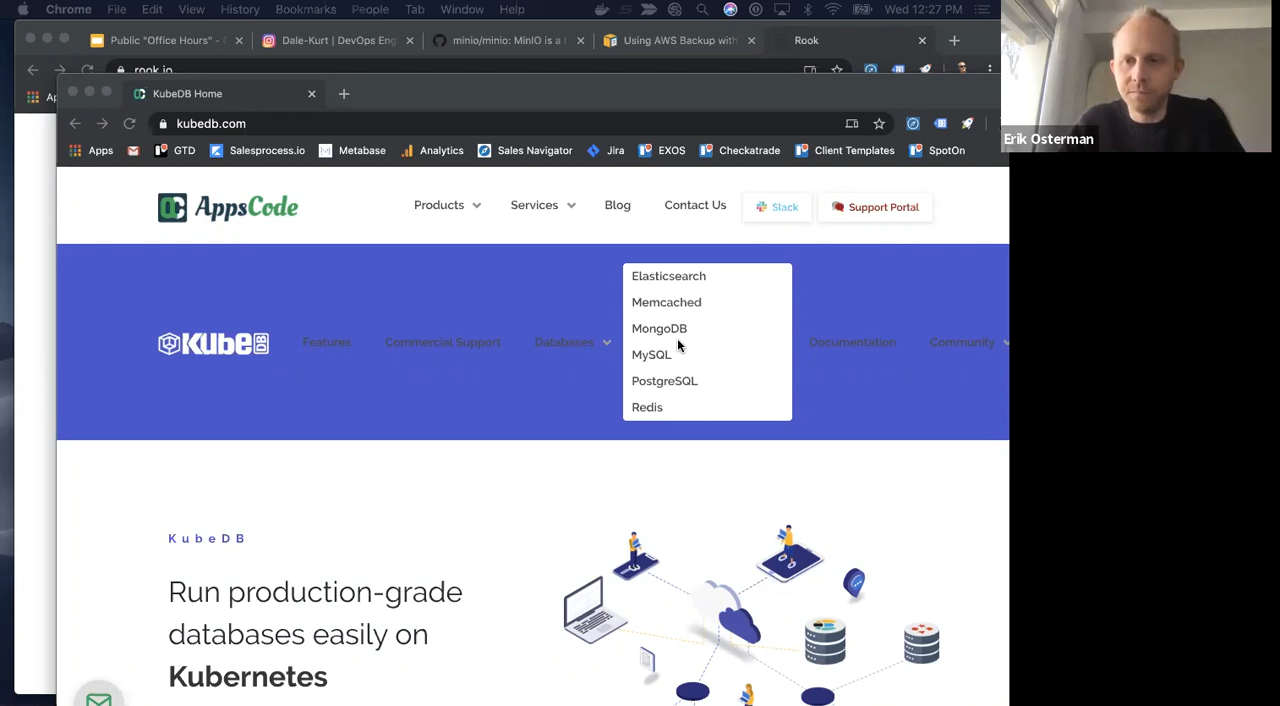 Chrome File Edit View History Bookmarks People Tab Window Help Wed 12:27 PM
Public "Office Hours" - Dale-Kurt | DevOps Eng minio/minio: MinIO is a Using AWS Backup with Rook
rook.io
KubeDB Home
kubedb.com
Apps GTD Salesprocess.io Metabase Analytics Sales Navigator Jira EXOS Checkatrade Client Templates SpotOn
AppsCode Products Services Blog Contact Us Slack Support Portal
Elasticsearch
Memcached
MongoDB
KubeDB Features Commercial Support Databases Documentation Community
MySQL
PostgreSQL
Redis
KubeDB
Run production-grade
databases easily on
Kubernetes
Erik Osterman